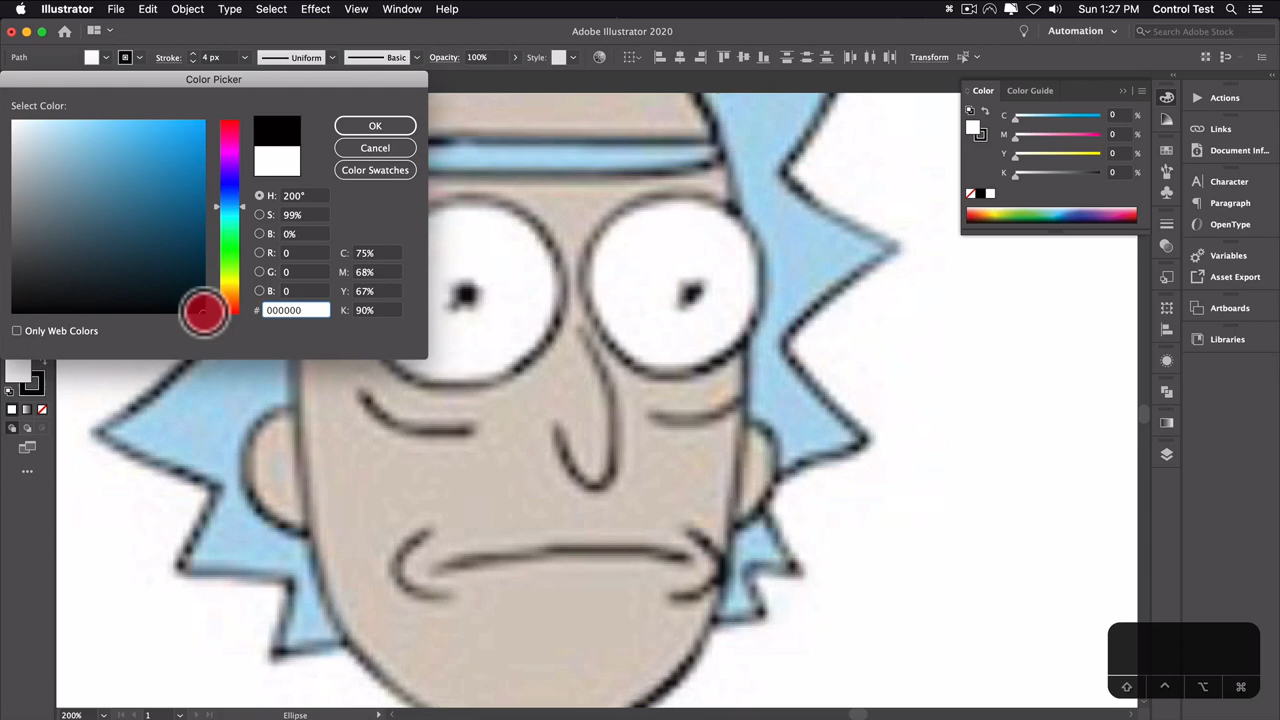 Illustrator File Edit Object Type Select Effect View Window Help Sun 1:27 PM Control Test
Adobe Illustrator 2020 Automation Search Adobe Stock
Path Stroke: 4 px Uniform Basic Opacity: 100% Style: Transform
Color Picker
Select Color:
OK
Cancel
Color Swatches
H: 200°
S: 99%
B: 0%
R: 0 C: 75%
G: 0 M: 68%
B: 0 Y: 67%
# 000000 K: 90%
Only Web Colors
Color Color Guide
C 0 %
M 0 %
Y 0 %
K 0 %
Actions
Links
Document Inf...
Character
Paragraph
OpenType
Variables
Asset Export
Artboards
Libraries
200% 1 Ellipse